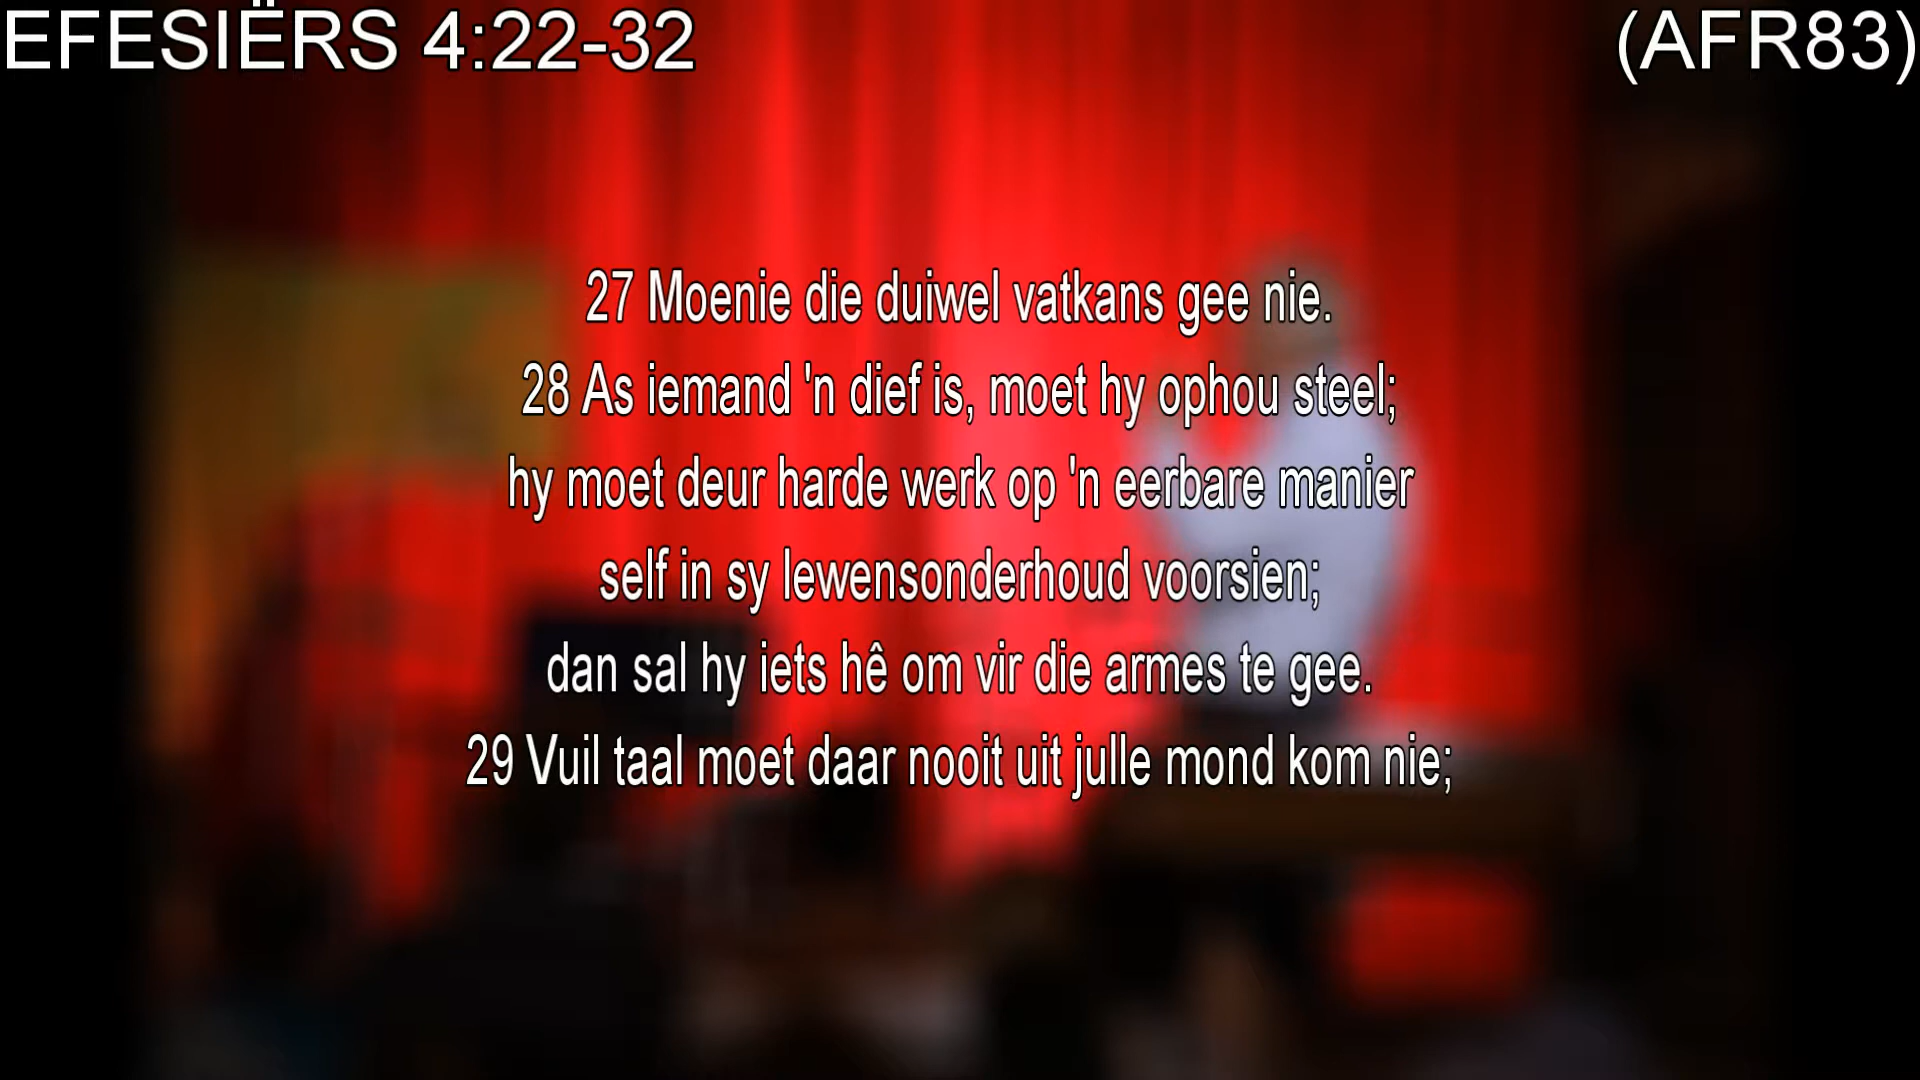 EFESIËRS 4:22-32 (AFR83)
27 Moenie die duiwel vatkans gee nie.
28 As iemand 'n dief is, moet hy ophou steel;
hy moet deur harde werk op 'n eerbare manier
self in sy lewensonderhoud voorsien;
dan sal hy iets hê om vir die armes te gee.
29 Vuil taal moet daar nooit uit julle mond kom nie;